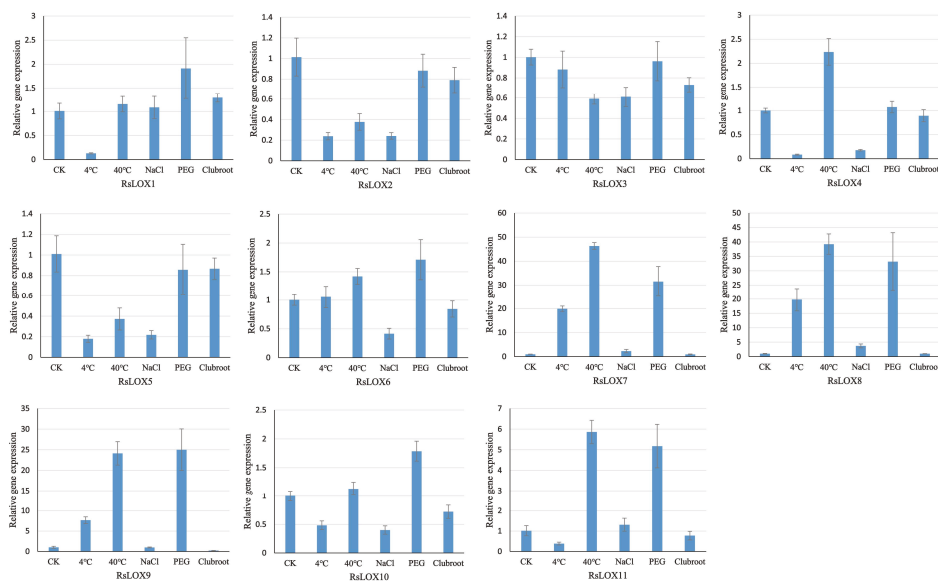 Relative gene expression
3
2.5
2
1.5
1
0.5
0
CK 4℃ 40℃ NaCl PEG Clubroot
RsLOX1
Relative gene expression
1.4
1.2
1
0.8
0.6
0.4
0.2
0
CK 4℃ 40℃ NaCl PEG Clubroot
RsLOX2
Relative gene expression
1.4
1.2
1
0.8
0.6
0.4
0.2
0
CK 4℃ 40℃ NaCl PEG Clubroot
RsLOX3
Relative gene expression
3
2.5
2
1.5
1
0.5
0
CK 4℃ 40℃ NaCl PEG Clubroot
RsLOX4
Relative gene expression
1.4
1.2
1
0.8
0.6
0.4
0.2
0
CK 4℃ 40℃ NaCl PEG Clubroot
RsLOX5
Relative gene expression
2.5
2
1.5
1
0.5
0
CK 4℃ 40℃ NaCl PEG Clubroot
RsLOX6
Relative gene expression
70
60
50
40
30
20
10
0
CK 4℃ 40℃ NaCl PEG Clubroot
RsLOX7
Relative gene expression
50
45
40
35
30
25
20
15
10
5
0
CK 4℃ 40℃ NaCl PEG Clubroot
RsLOX8
Relative gene expression
35
30
25
20
15
10
5
0
CK 4℃ 40℃ NaCl PEG Clubroot
RsLOX9
Relative gene expression
2.5
2
1.5
1
0.5
0
CK 4℃ 40℃ NaCl PEG Clubroot
RsLOX10
Relative gene expression
7
6
5
4
3
2
1
0
CK 4℃ 40℃ NaCl PEG Clubroot
RsLOX11